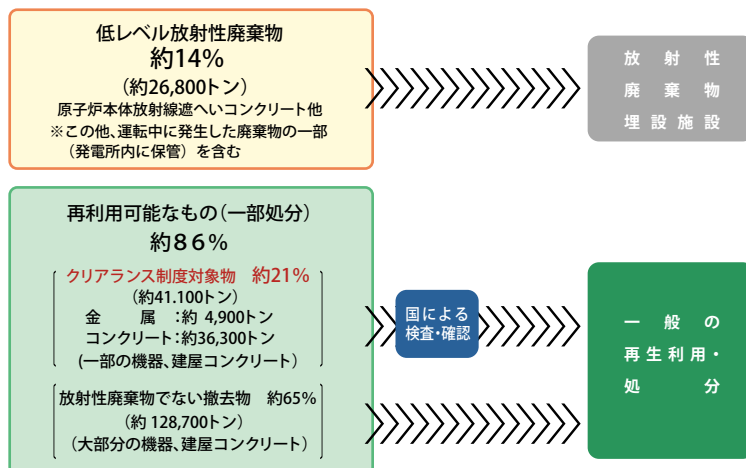 低レベル放射性廃棄物
約14%
（約26,800トン）
原子炉本体放射線遮へいコンクリート他
※この他、運転中に発生した廃棄物の一部
（発電所内に保管）を含む
放射性
廃棄物
埋設施設
再利用可能なもの（一部処分）
約86%
クリアランス制度対象物 約21%
（約41.100トン）
金 属 ：約 4,900トン
コンクリート：約36,300トン
(一部の機器、建屋コンクリート）
国による
検査・確認
一般の
再生利用・
処分
放射性廃棄物でない撤去物 約65%
（約 128,700トン）
（大部分の機器、建屋コンクリート）